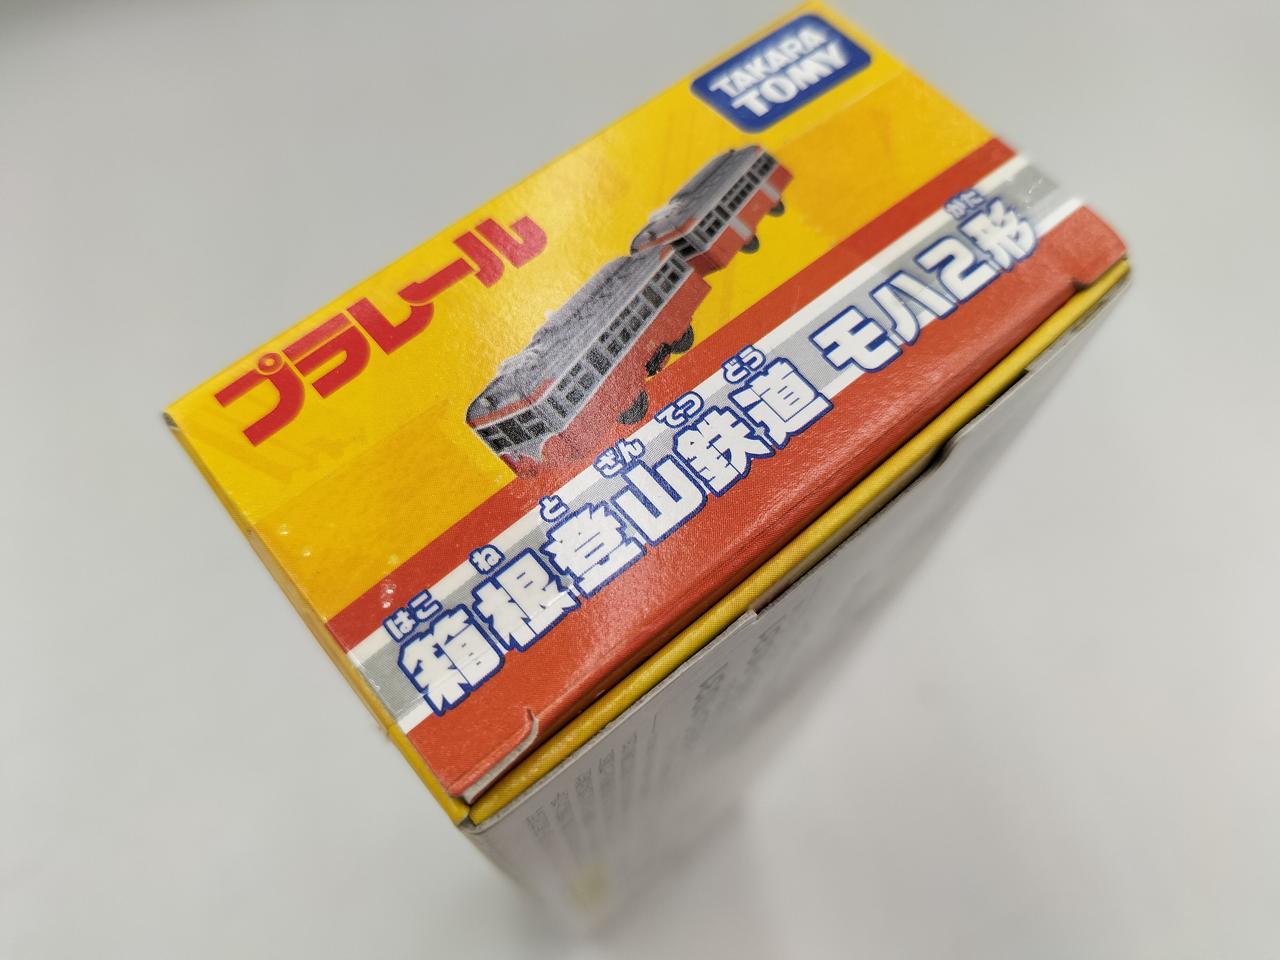 TAKARA
TOMY
プラレール
はこ ね と ざん てつ どう かた
箱根登山鉄道 モハ2形